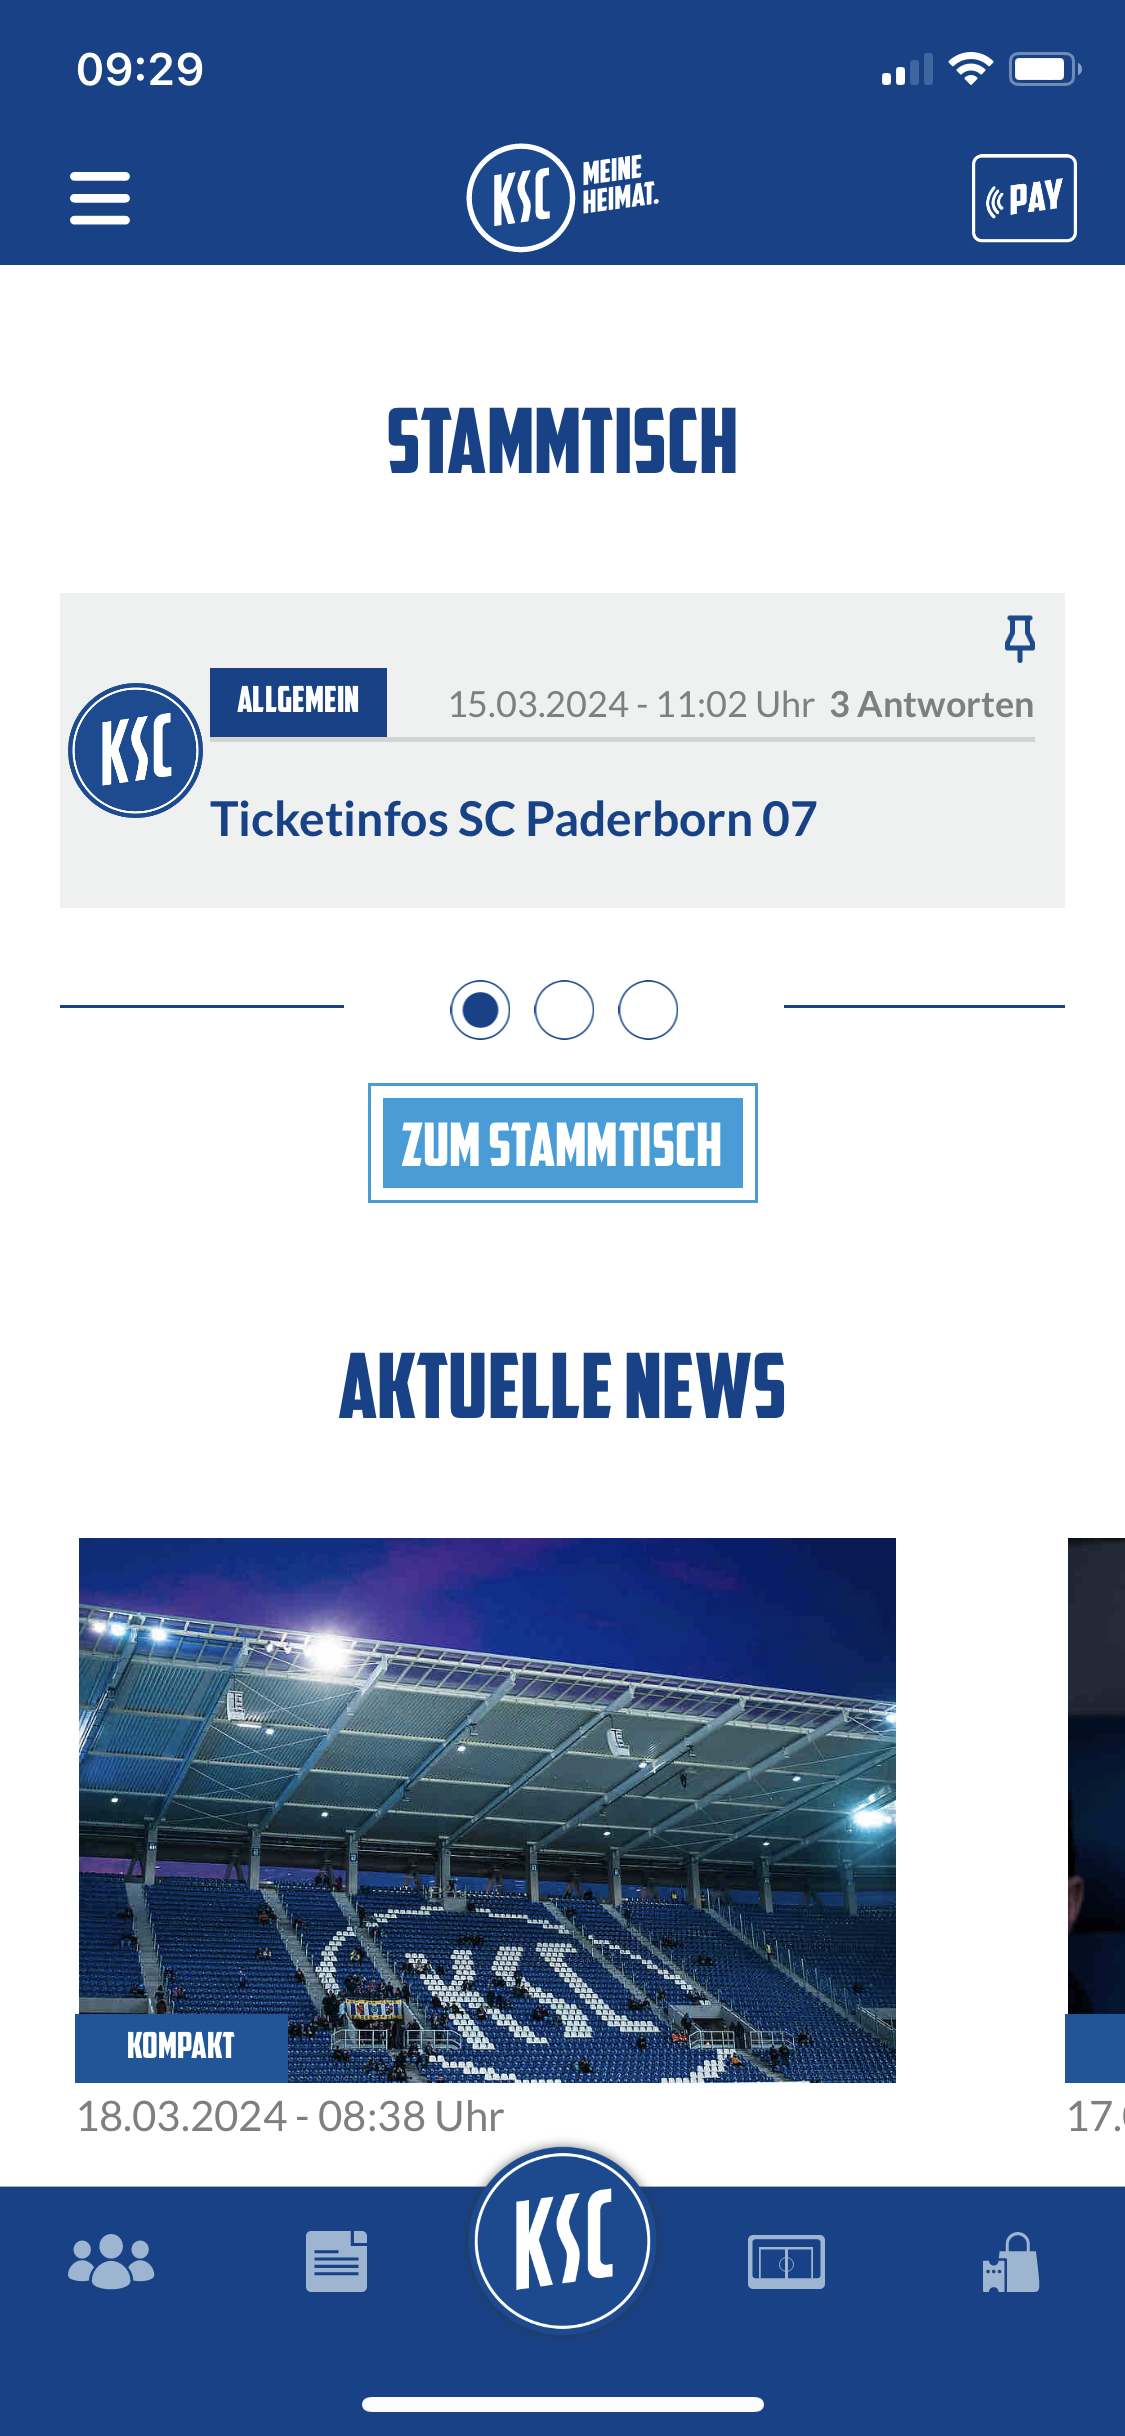 09:29
KSC MEINE
HEIMAT.
PAY
STAMMTISCH
ALLGEMEIN 15.03.2024 - 11:02 Uhr 3 Antworten
KSC
Ticketinfos SC Paderborn 07
ZUM STAMMTISCH
AKTUELLE NEWS
KSC
KOMPAKT
18.03.2024 - 08:38 Uhr
17.
KSC